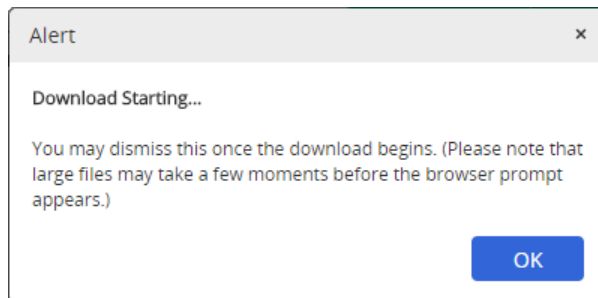 Alert ×
Download Starting...
You may dismiss this once the download begins. (Please note that
large files may take a few moments before the browser prompt
appears.)
OK